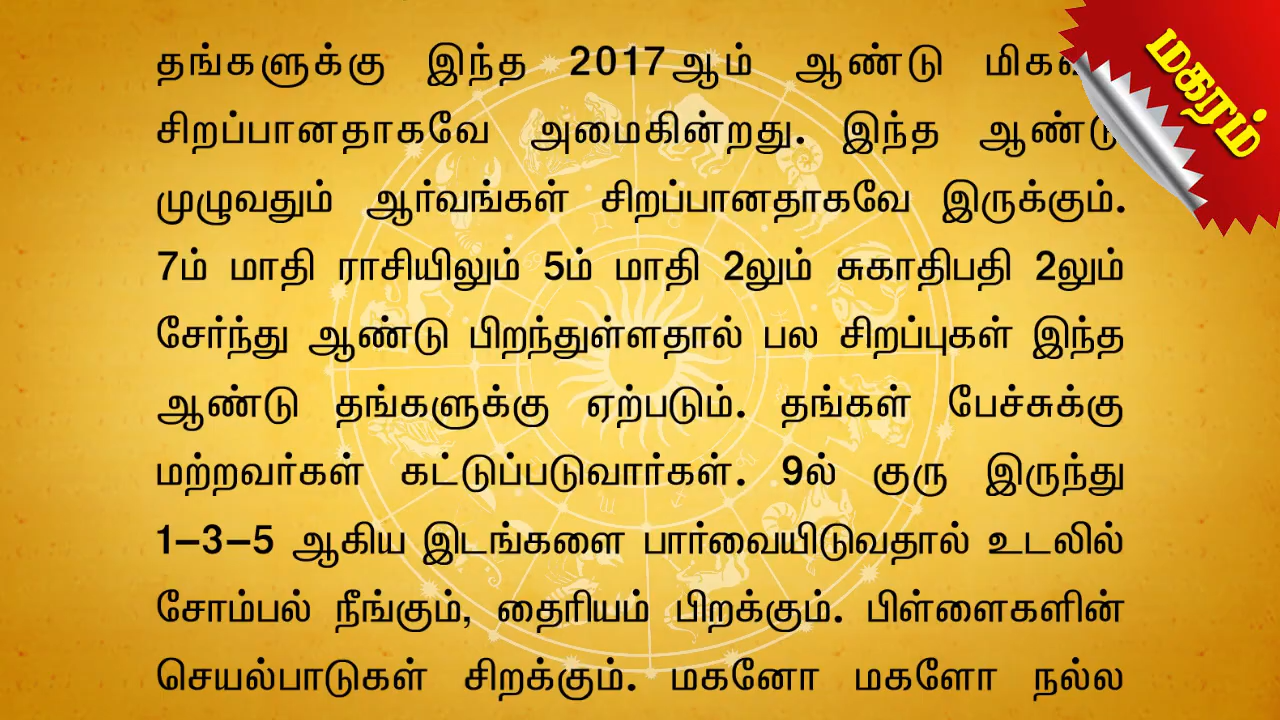 தங்களுக்கு இந்த 2017ஆம் ஆண்டு
சிறப்பானதாகவே அமைகின்றது. இந்த ஆண்டு
முழுவதும் ஆர்வங்கள் சிறப்பானதாகவே இருக்கும்.
7ம் மாதி ராசியிலும் 5ம் மாதி 2லும் சுகாதிபதி 2லும்
சேர்ந்து ஆண்டு பிறந்துள்ளதால் பல சிறப்புகள் இந்த
ஆண்டு தங்களுக்கு ஏற்படும். தங்கள் பேச்சுக்கு
மற்றவர்கள் கட்டுப்படுவார்கள். 9ல் குரு இருந்து
1–3–5 ஆகிய இடங்களை பார்வையிடுவதால் உடலில்
சோம்பல் நீங்கும், தைரியம் பிறக்கும். பிள்ளைகளின்
செயல்பாடுகள் சிறக்கும். மகனோ மகளோ நல்ல
மகரம்